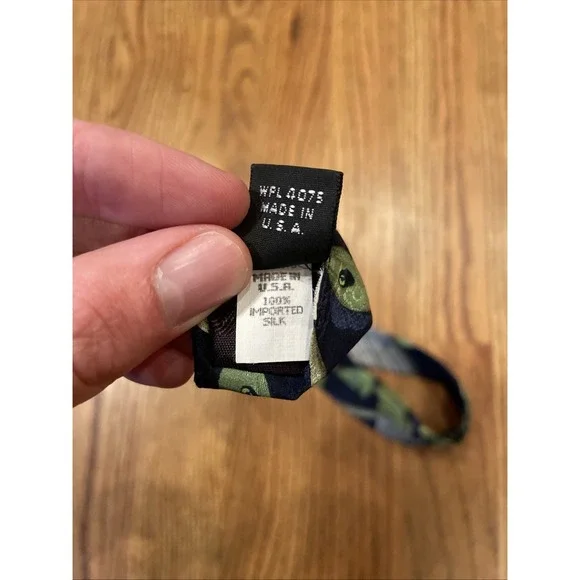 WPL 4075
MADE IN
U.S.A.
MADE IN
U.S.A.
100%
IMPORTED
SILK